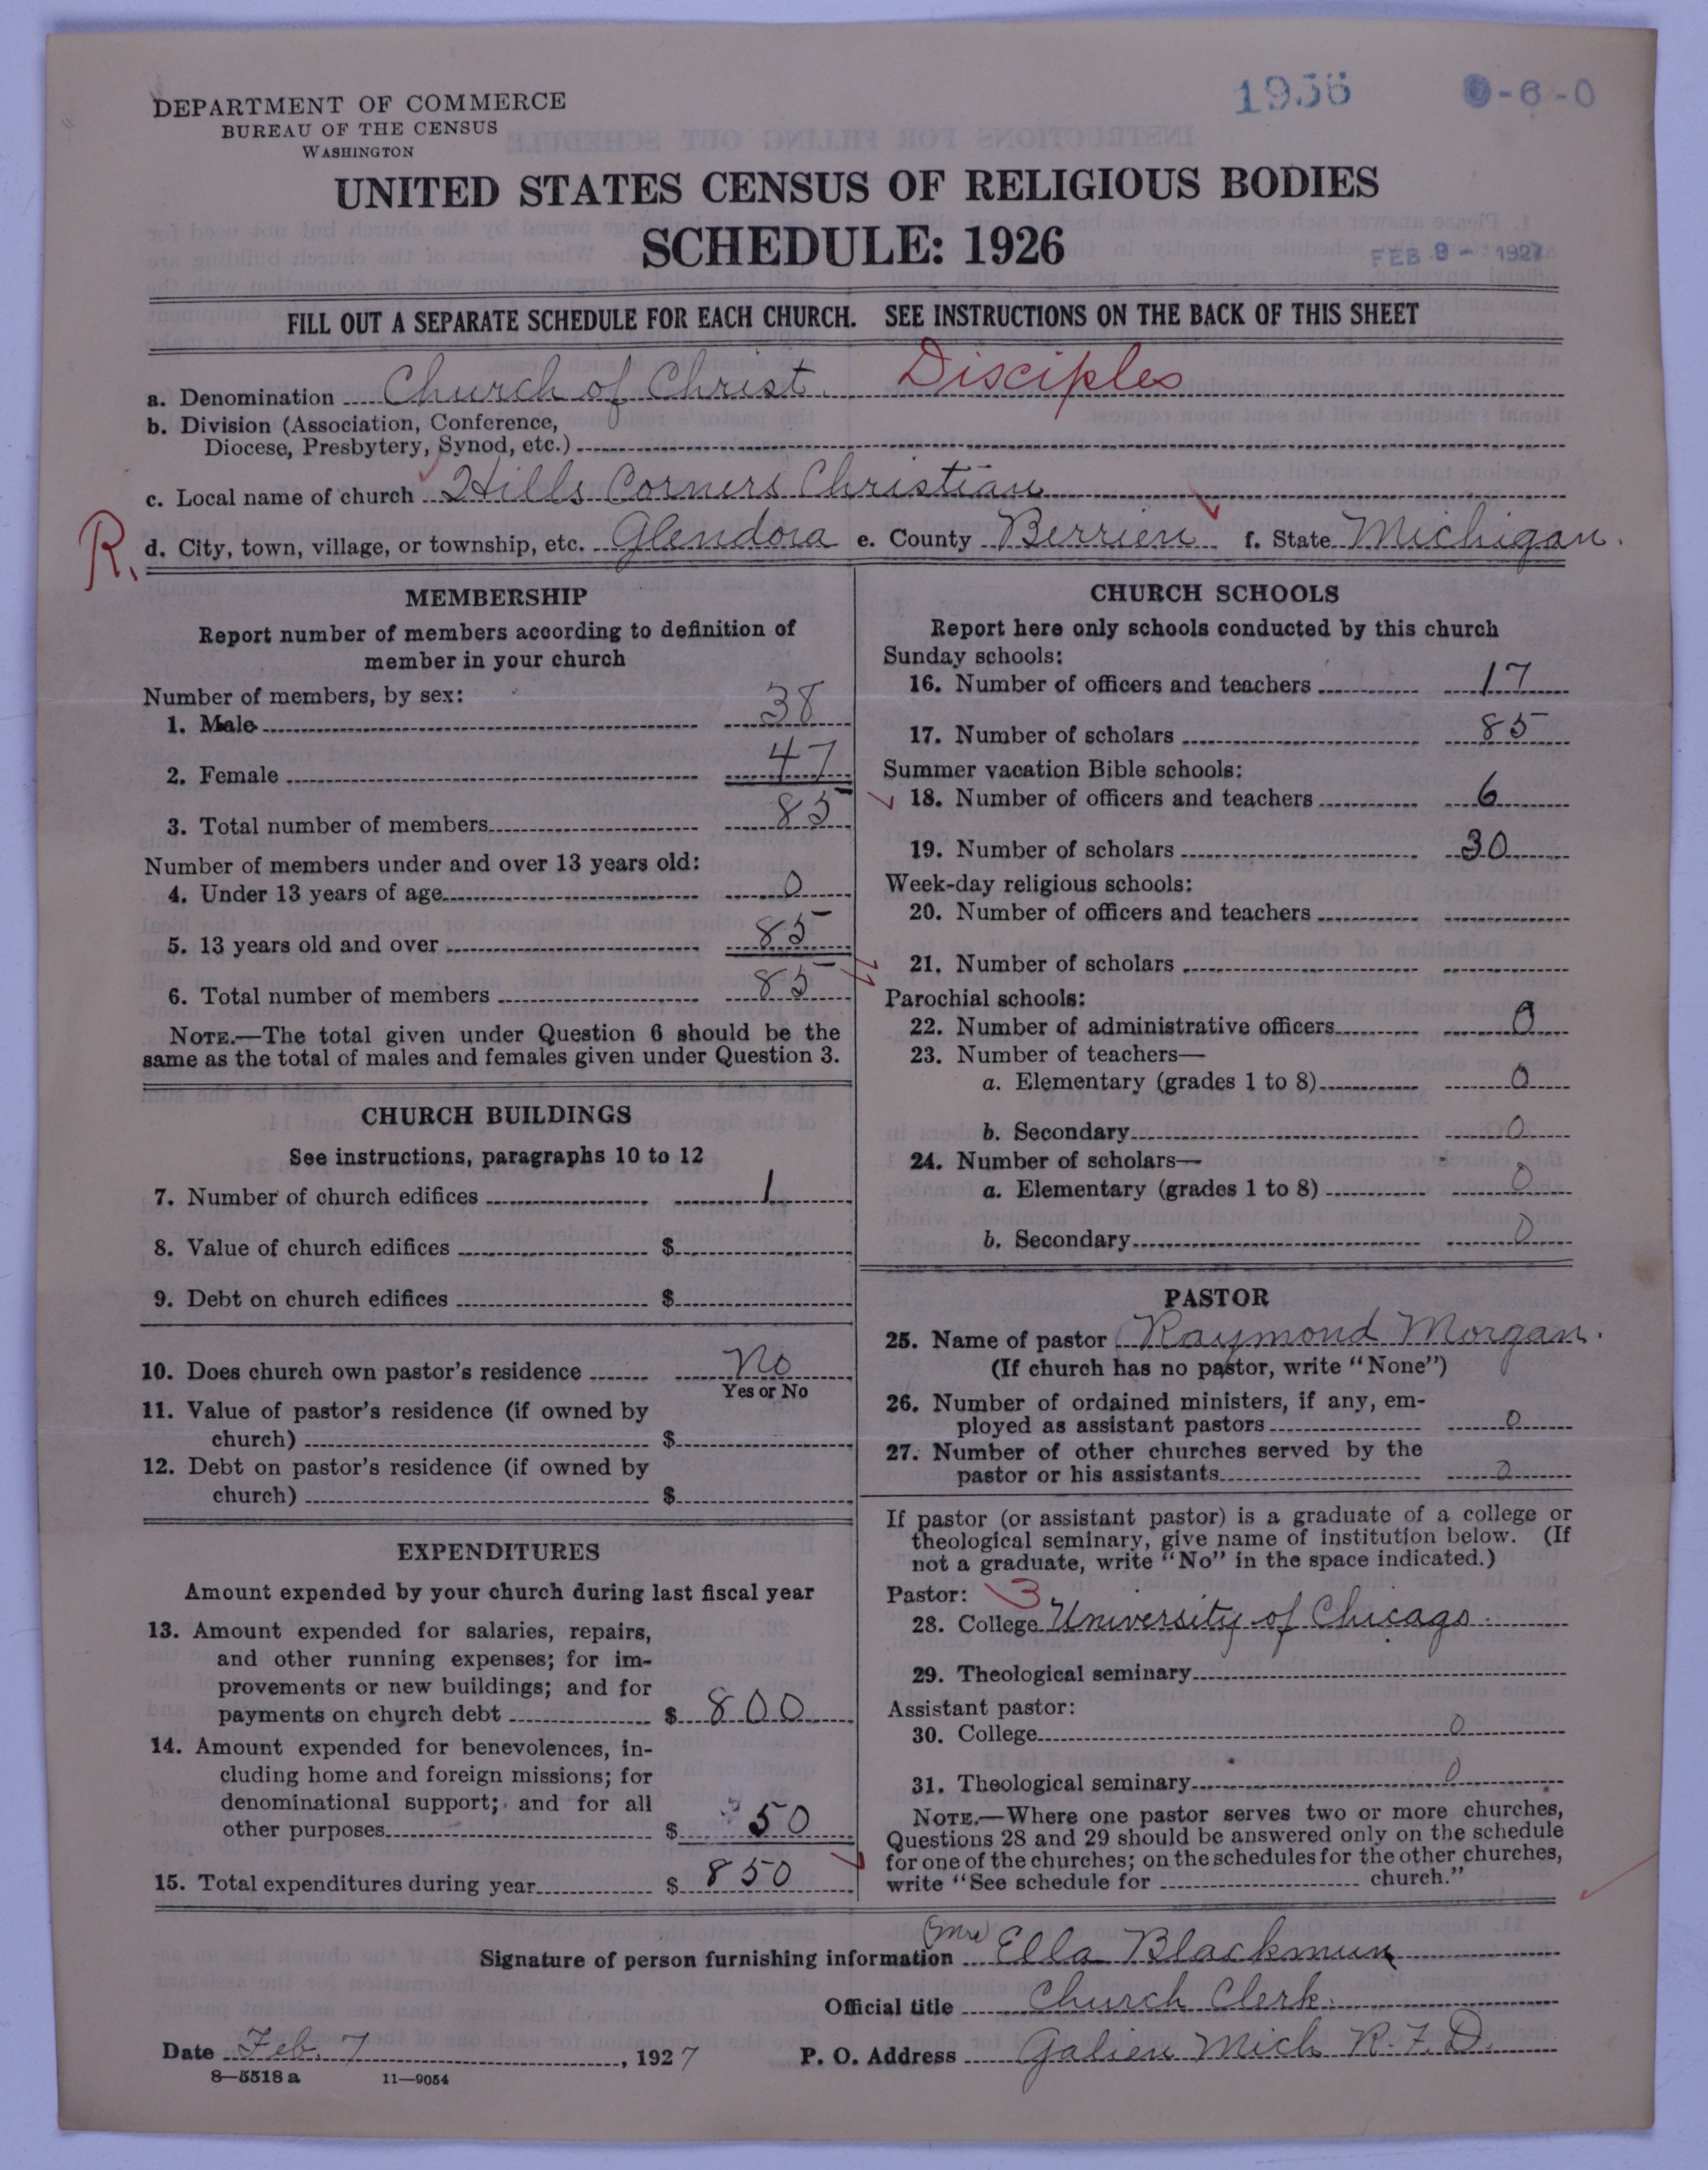 1936 0-6-0
DEPARTMENT OF COMMERCE
BUREAU OF THE CENSUS
WASHINGTON
UNITED STATES CENSUS OF RELIGIOUS BODIES
SCHEDULE: 1926
FEB 9 - 1927
FILL OUT A SEPARATE SCHEDULE FOR EACH CHURCH. SEE INSTRUCTIONS ON THE BACK OF THIS SHEET
a. Denomination Church of Christ. Disciples
b. Division (Association, Conference,
Diocese, Presbytery, Synod, etc.)
c. Local name of church Hills Corners Christian
R. d. City, town, village, or township, etc. Glendora e. County Berrien f. State Michigan.
MEMBERSHIP
Report number of members according to definition of
member in your church
Number of members, by sex:
1. Male 38
2. Female 47
3. Total number of members 85
Number of members under and over 13 years old:
4. Under 13 years of age 0
5. 13 years old and over 85
6. Total number of members 85
NOTE.—The total given under Question 6 should be the
same as the total of males and females given under Question 3.
CHURCH BUILDINGS
See instructions, paragraphs 10 to 12
7. Number of church edifices 1
8. Value of church edifices $
9. Debt on church edifices $
10. Does church own pastor's residence No
Yes or No
11. Value of pastor's residence (if owned by
church) $
12. Debt on pastor's residence (if owned by
church) $
EXPENDITURES
Amount expended by your church during last fiscal year
13. Amount expended for salaries, repairs,
and other running expenses; for im-
provements or new buildings; and for
payments on church debt $ 800
14. Amount expended for benevolences, in-
cluding home and foreign missions; for
denominational support; and for all
other purposes $ 50
15. Total expenditures during year $ 850
CHURCH SCHOOLS
Report here only schools conducted by this church
Sunday schools:
16. Number of officers and teachers 17
17. Number of scholars 85
Summer vacation Bible schools:
18. Number of officers and teachers 6
19. Number of scholars 30
Week-day religious schools:
20. Number of officers and teachers
21. Number of scholars
Parochial schools:
22. Number of administrative officers 0
23. Number of teachers—
a. Elementary (grades 1 to 8) 0
b. Secondary 0
24. Number of scholars—
a. Elementary (grades 1 to 8) 0
b. Secondary 0
PASTOR
25. Name of pastor Raymond Morgan.
(If church has no pastor, write "None")
26. Number of ordained ministers, if any, em-
ployed as assistant pastors 0
27. Number of other churches served by the
pastor or his assistants 0
If pastor (or assistant pastor) is a graduate of a college or
theological seminary, give name of institution below. (If
not a graduate, write "No" in the space indicated.)
Pastor: 3
28. College University of Chicago.
29. Theological seminary
Assistant pastor:
30. College 0
31. Theological seminary 0
NOTE.—Where one pastor serves two or more churches,
Questions 28 and 29 should be answered only on the schedule
for one of the churches; on the schedules for the other churches,
write "See schedule for church."
Signature of person furnishing information (Mrs) Ella Blackmun
Official title Church Clerk.
Date Feb. 7, 1927 P. O. Address Galien Mich R.F.D.
8—5518 a 11—9054